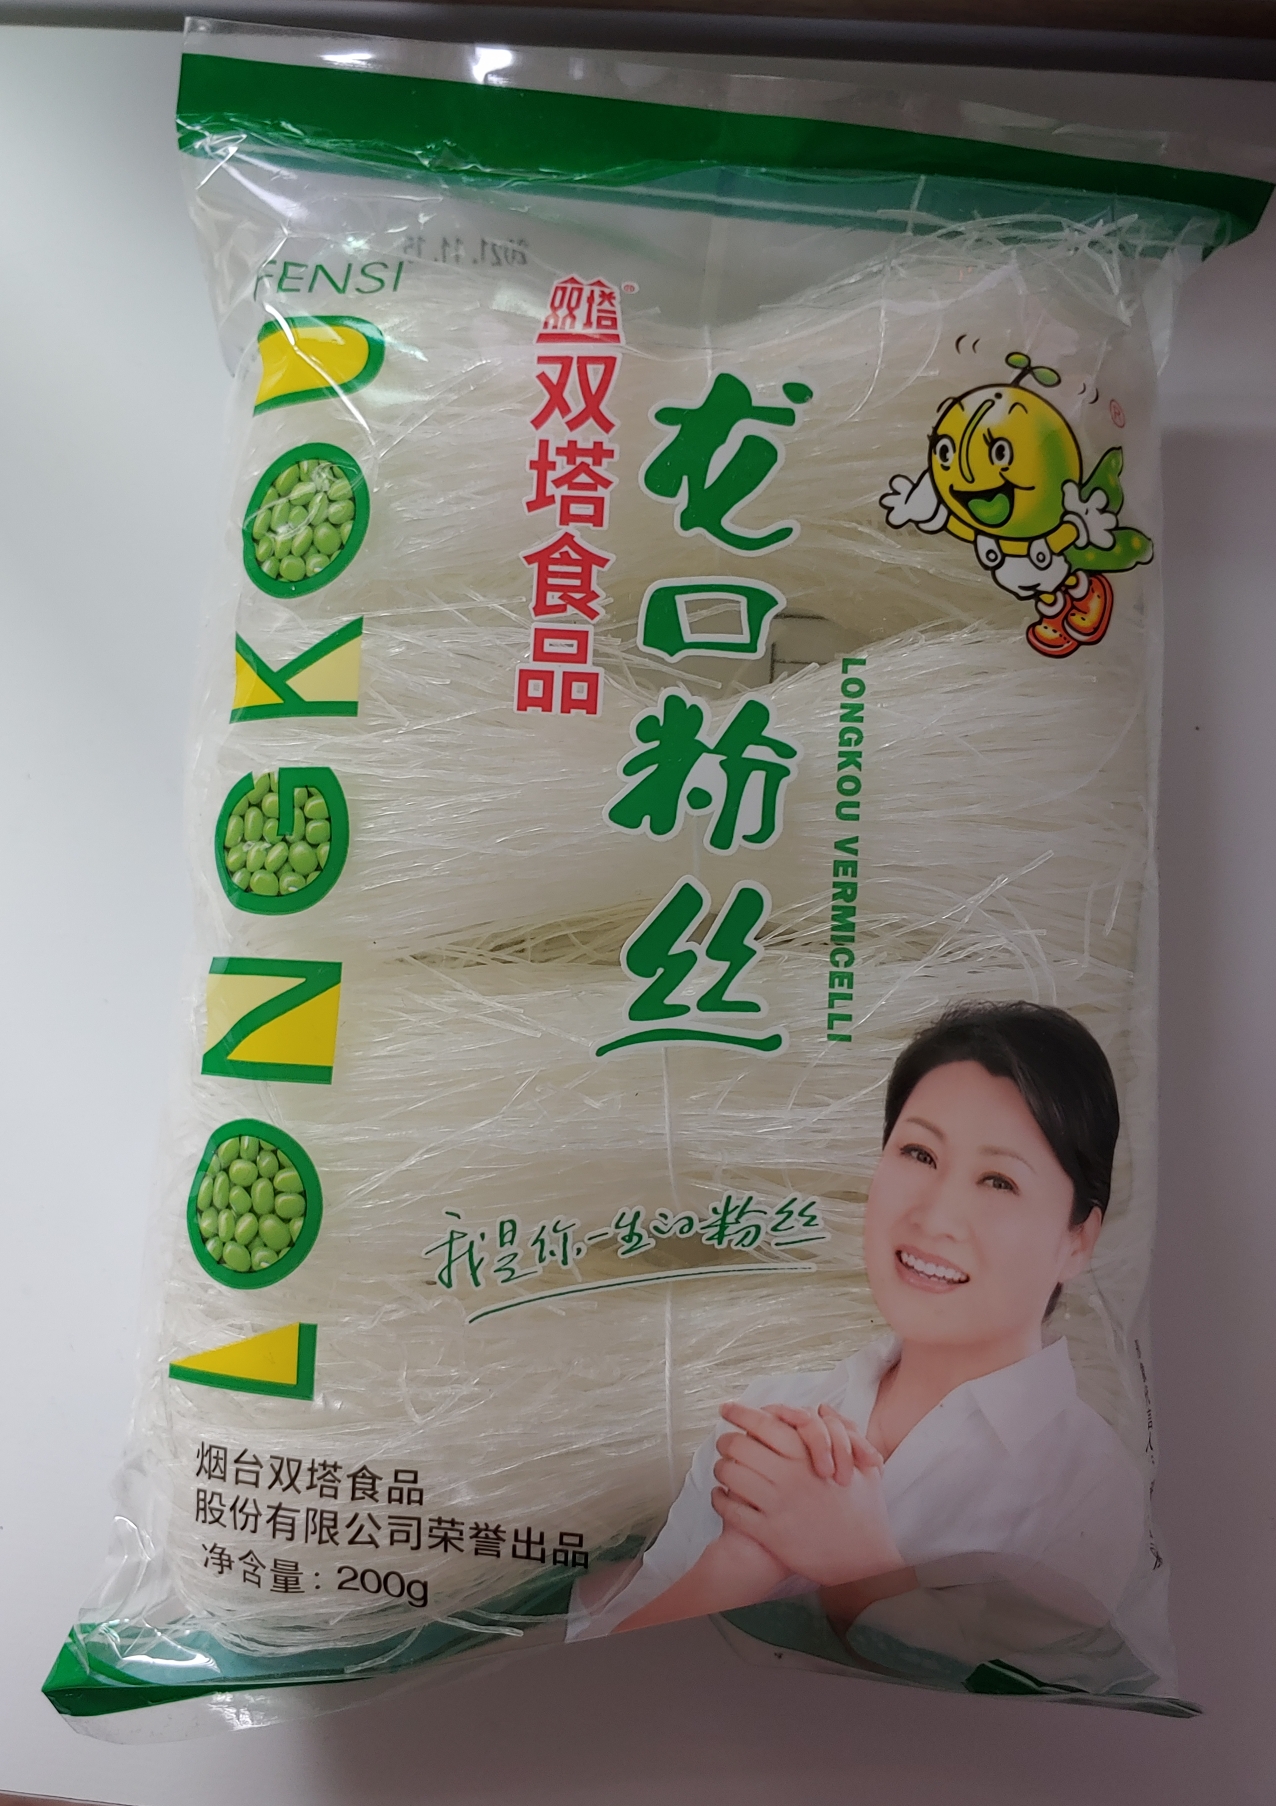 FENSI
LONGKOU
双塔
双塔食品
龙口粉丝
LONGKOU VERMICELLI
我是你一生的粉丝
烟台双塔食品
股份有限公司荣誉出品
净含量：200g